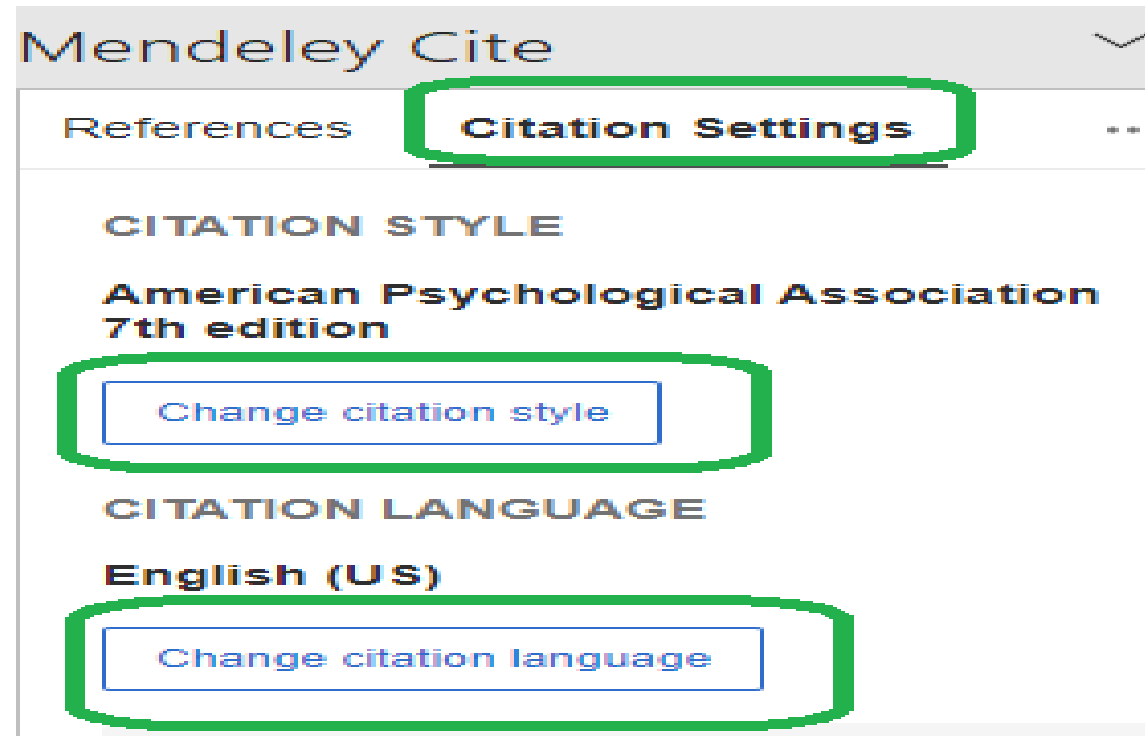 Mendeley Cite
References Citation Settings
CITATION STYLE
American Psychological Association
7th edition
Change citation style
CITATION LANGUAGE
English (US)
Change citation language